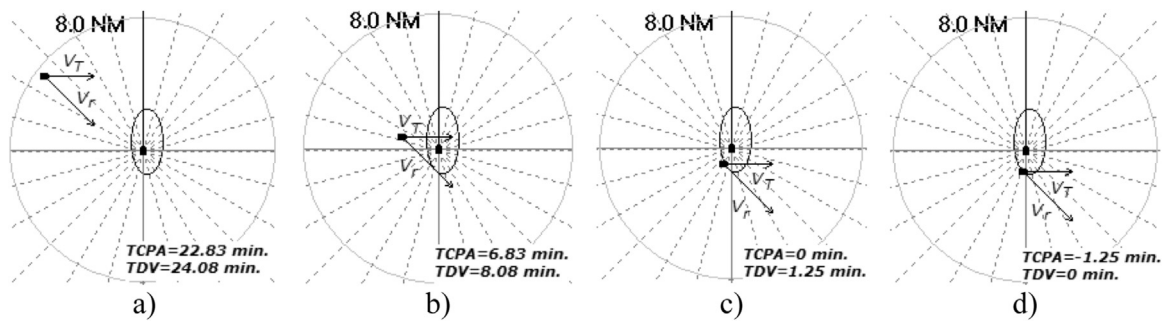 8.0 NM
V_T
V_r
TCPA=22.83 min.
TDV=24.08 min.
a)
8.0 NM
V_T
V_r
TCPA=6.83 min.
TDV=8.08 min.
b)
8.0 NM
V_T
V_r
TCPA=0 min.
TDV=1.25 min.
c)
8.0 NM
V_T
V_r
TCPA=-1.25 min.
TDV=0 min.
d)